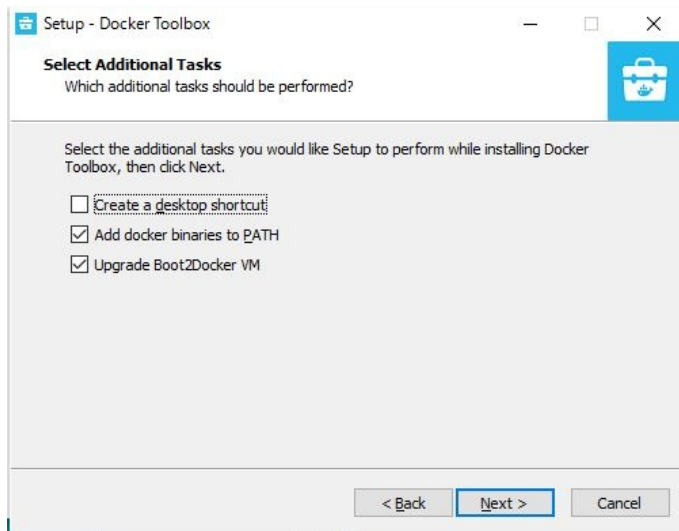 Setup - Docker Toolbox
Select Additional Tasks
Which additional tasks should be performed?
Select the additional tasks you would like Setup to perform while installing Docker
Toolbox, then click Next.
Create a desktop shortcut
Add docker binaries to PATH
Upgrade Boot2Docker VM
< Back
Next >
Cancel